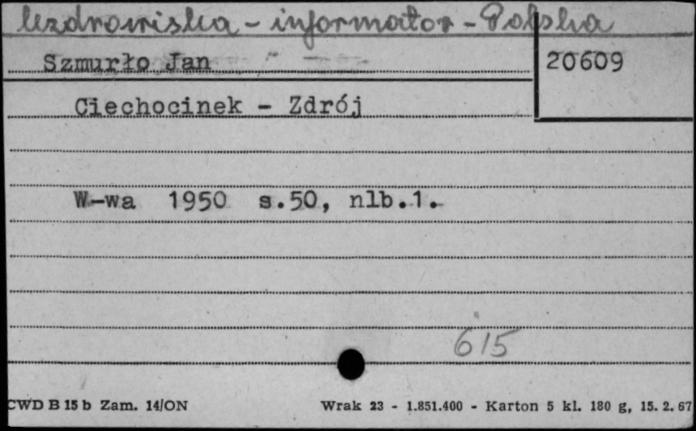 Uzdrowiska - informator - Polska
Szmurło Jan
20609
Ciechocinek - Zdrój
W-wa 1950 s.50, nlb.1.
615
CWD B 15 b Zam. 14/ON Wrak 23 - 1.851.400 - Karton 5 kl. 180 g, 15. 2. 67